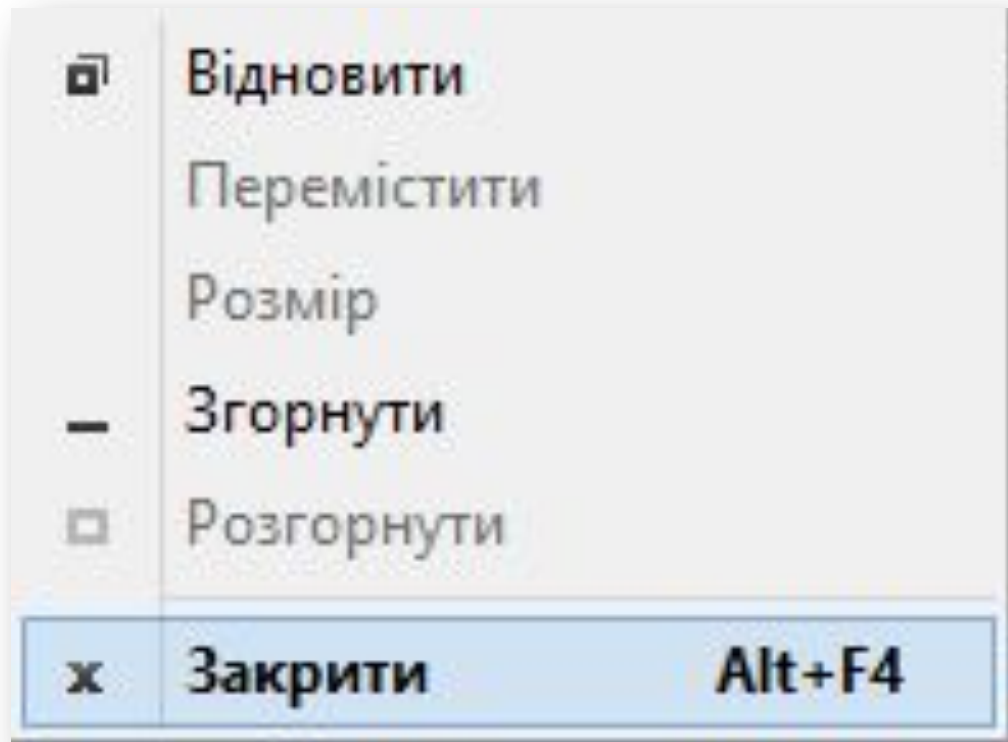 Відновити
Перемістити
Розмір
Згорнути
Розгорнути
Закрити Alt+F4